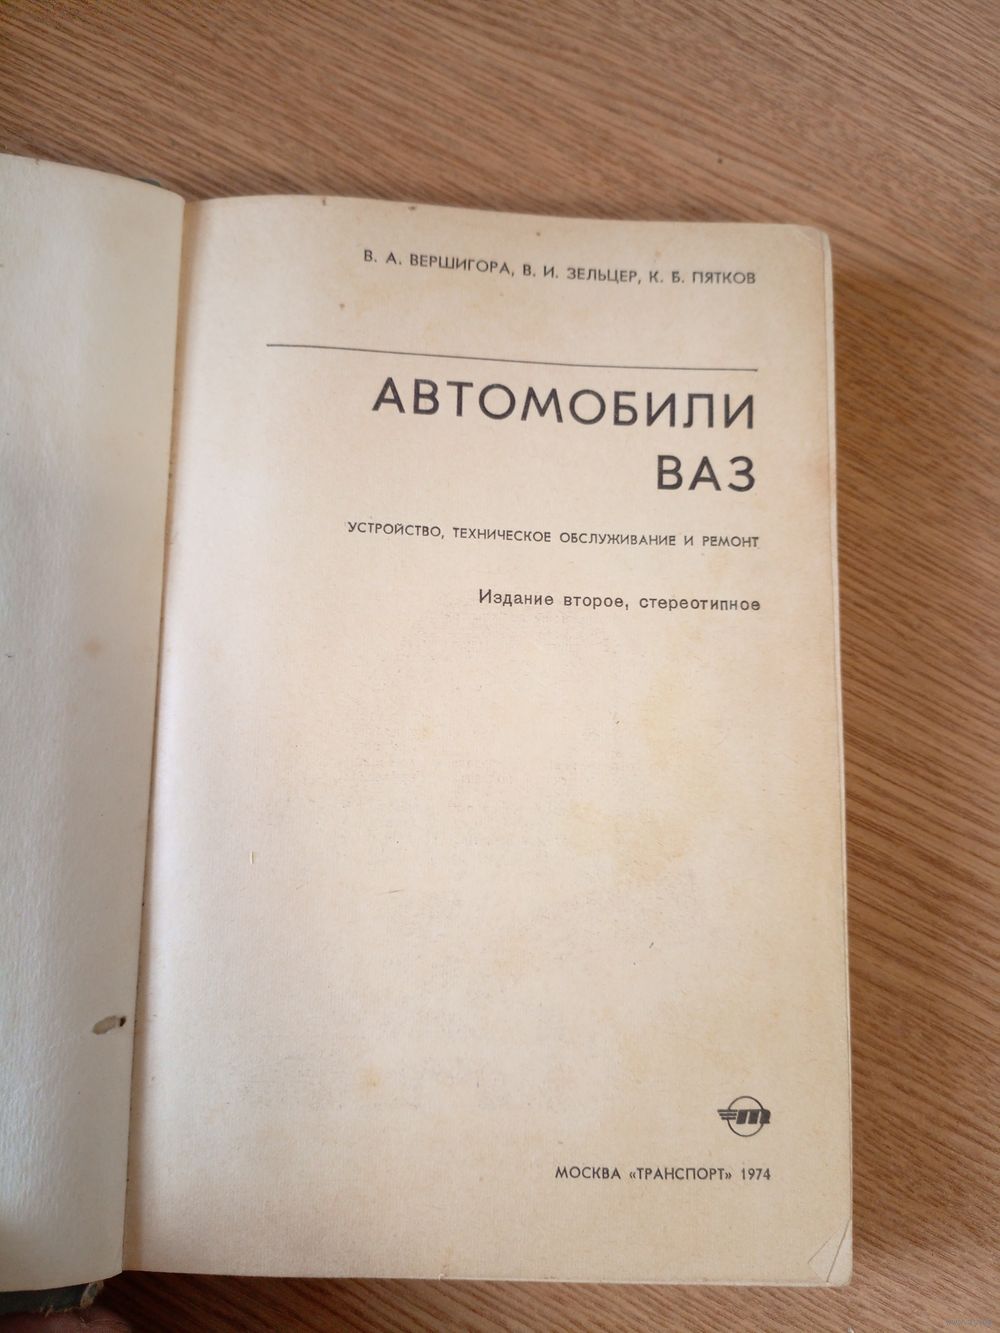 В. А. ВЕРШИГОРА, В. И. ЗЕЛЬЦЕР, К. Б. ПЯТКОВ
АВТОМОБИЛИ
ВАЗ
УСТРОЙСТВО, ТЕХНИЧЕСКОЕ ОБСЛУЖИВАНИЕ И РЕМОНТ
Издание второе, стереотипное
т
МОСКВА «ТРАНСПОРТ» 1974